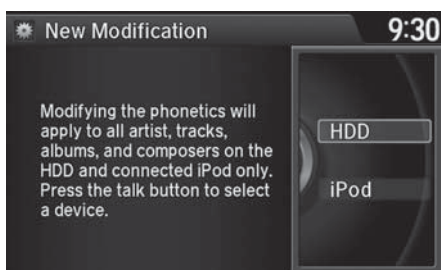 New Modification
9:30
Modifying the phonetics will
apply to all artist, tracks,
albums, and composers on the
HDD and connected iPod only.
Press the talk button to select
a device.
HDD
iPod